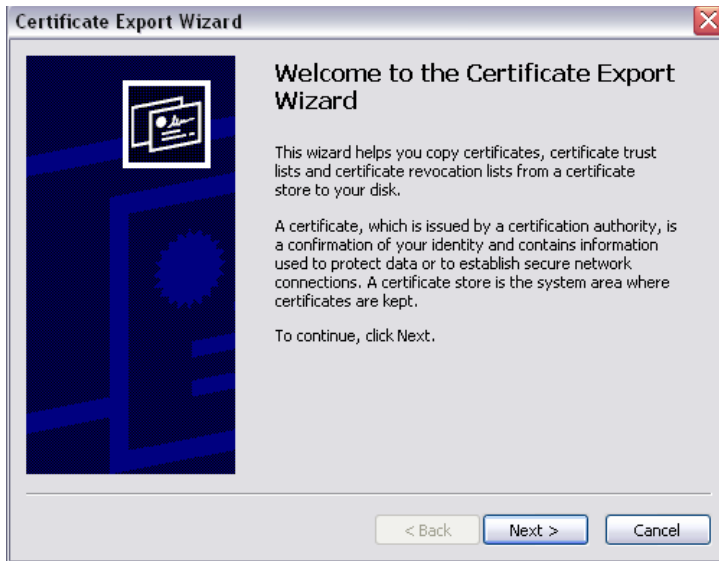 Certificate Export Wizard
Welcome to the Certificate Export
Wizard
This wizard helps you copy certificates, certificate trust
lists and certificate revocation lists from a certificate
store to your disk.
A certificate, which is issued by a certification authority, is
a confirmation of your identity and contains information
used to protect data or to establish secure network
connections. A certificate store is the system area where
certificates are kept.
To continue, click Next.
< Back Next > Cancel